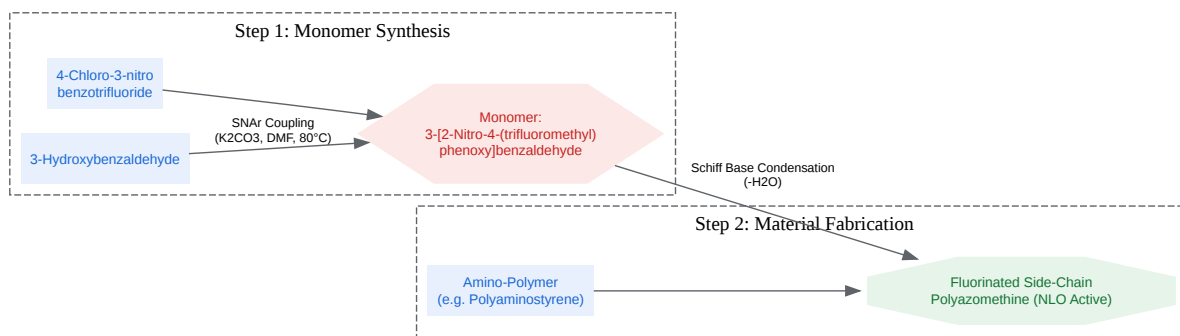 Step 1: Monomer Synthesis
4-Chloro-3-nitro
benzotrifluoride
3-Hydroxybenzaldehyde
SNAr Coupling
(K2CO3, DMF, 80°C)
Monomer:
3-[2-Nitro-4-(trifluoromethyl)
phenoxy]benzaldehyde
Schiff Base Condensation
(-H2O)
Step 2: Material Fabrication
Amino-Polymer
(e.g. Polyaminostyrene)
Fluorinated Side-Chain
Polyazomethine (NLO Active)